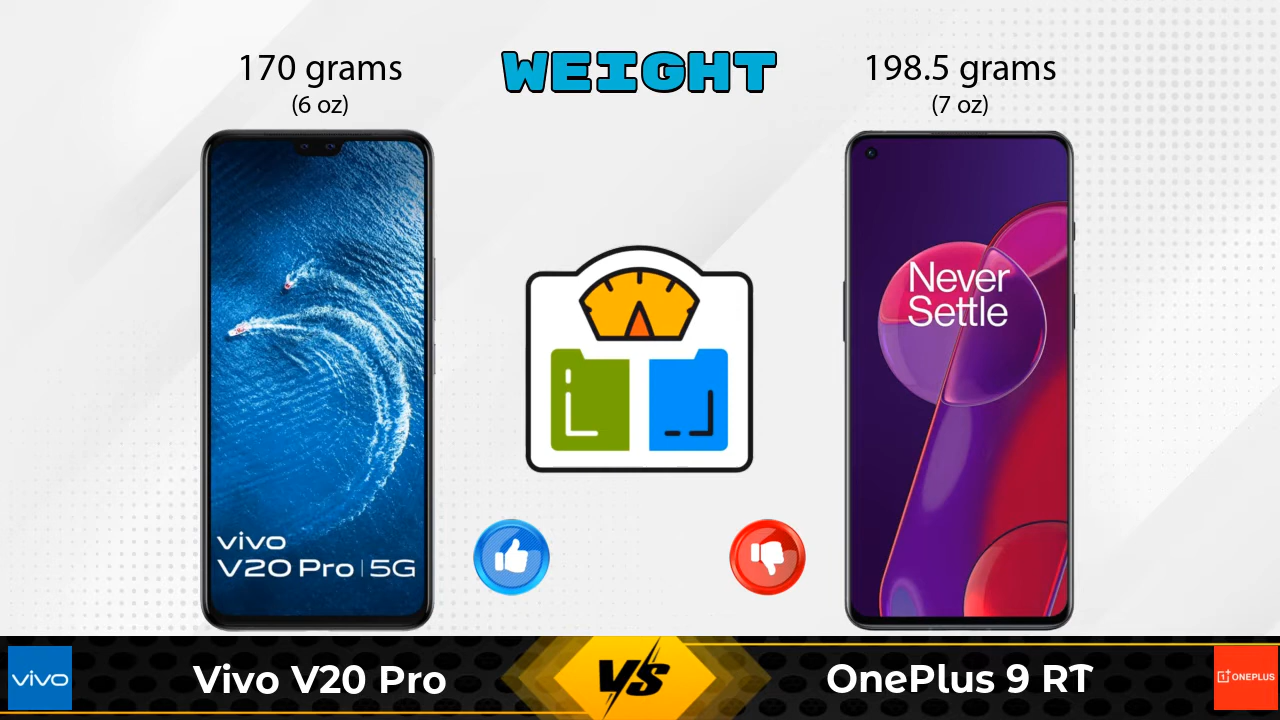 WEIGHT
170 grams
(6 oz)
198.5 grams
(7 oz)
vivo
V20 Pro | 5G
Never
Settle
vivo
Vivo V20 Pro
VS
OnePlus 9 RT
1+ ONEPLUS